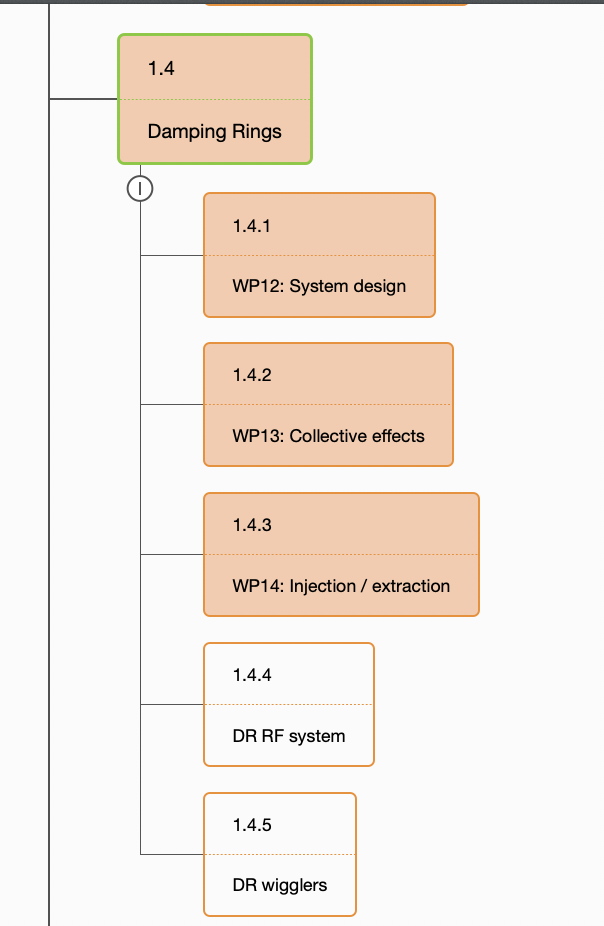 1.4
Damping Rings
1.4.1
WP12: System design
1.4.2
WP13: Collective effects
1.4.3
WP14: Injection / extraction
1.4.4
DR RF system
1.4.5
DR wigglers